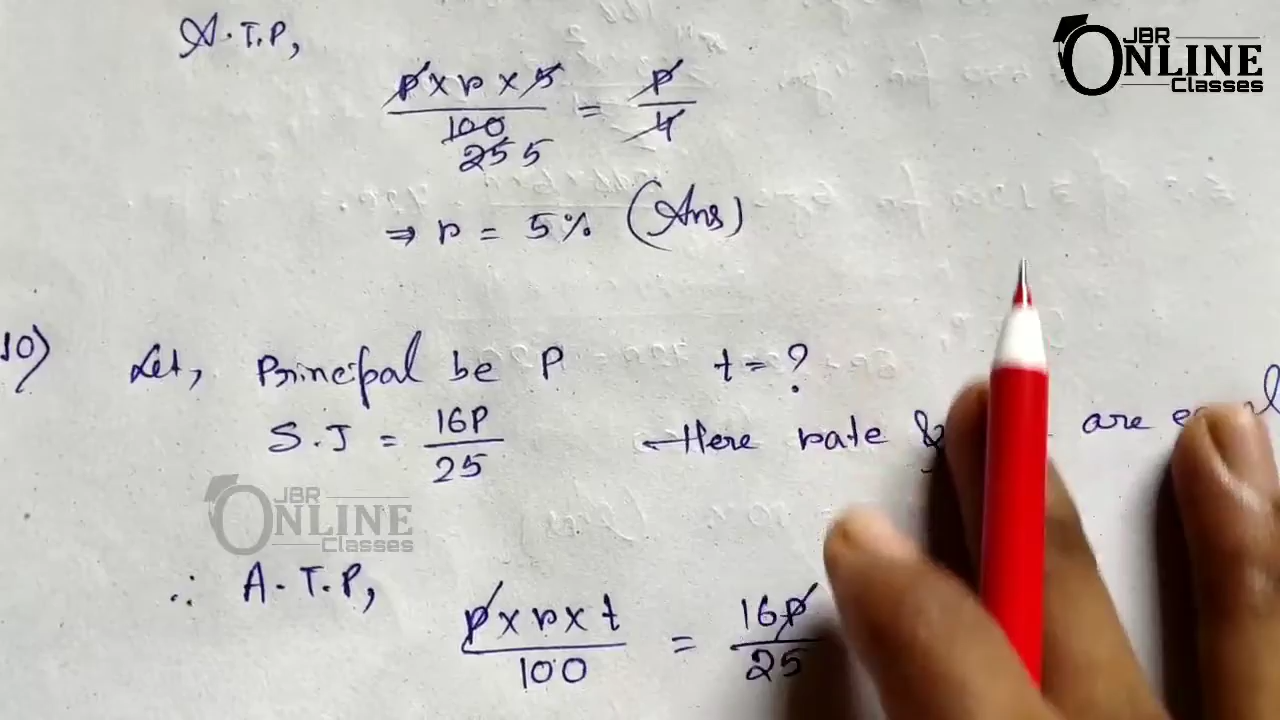 JBR
ONLINE
Classes
A.T.P,
P × r × 5 / 100 = P / 4
25 5
⇒ r = 5% (Ans)
10) Let, Principal be P t = ?
S.I = 16P / 25 Here rate & are
JBR
ONLINE
Classes
∴ A.T.P,
P × r × t / 100 = 16P / 25